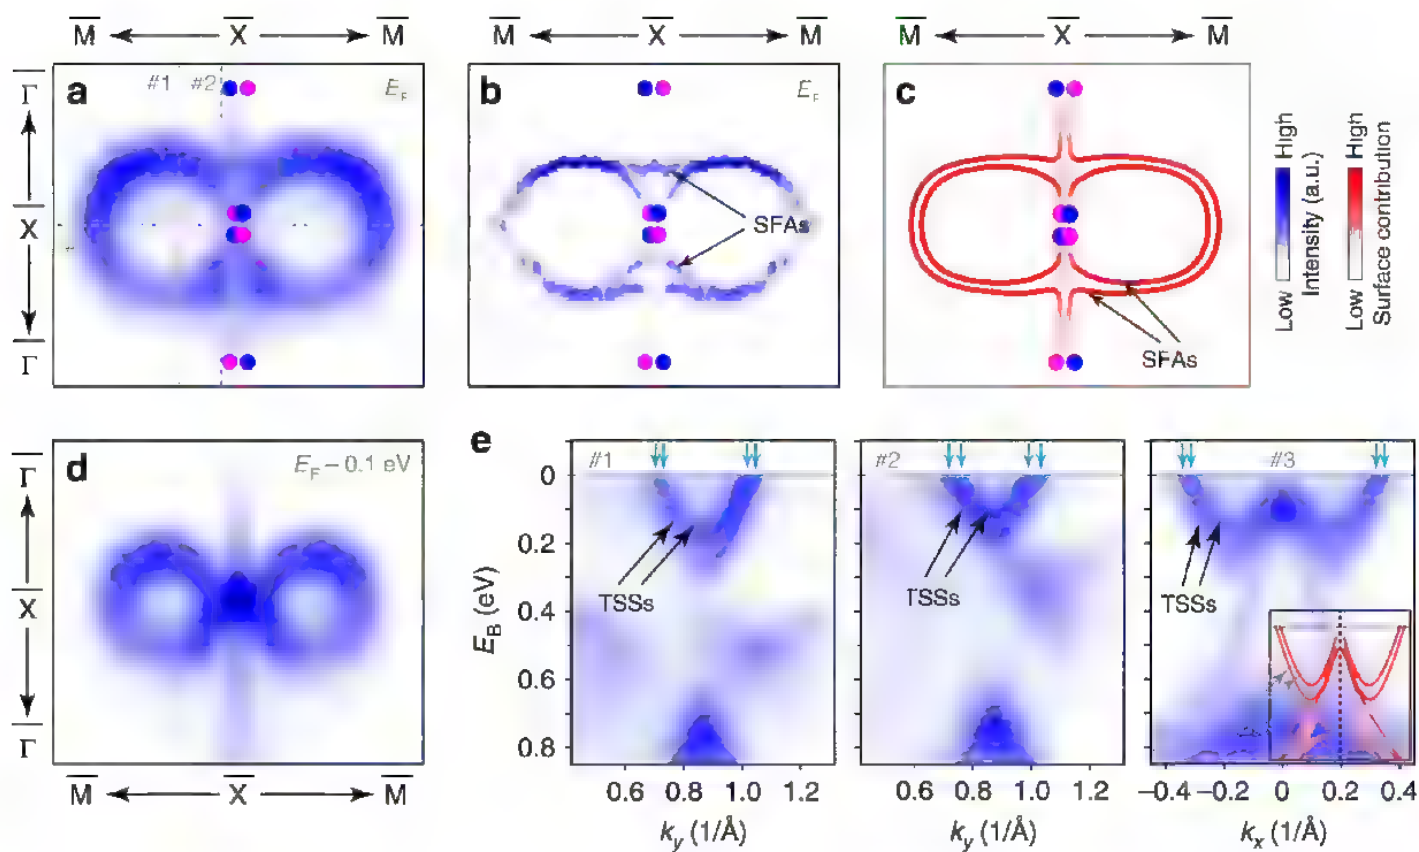 M̅ X̅ M̅
M̅ X̅ M̅
M̅ X̅ M̅
Γ̅
X̅
Γ̅
a
#1 #2
E_F
b
E_F
SFAs
c
SFAs
Low High
Intensity (a.u.)
Low High
Surface contribution
Γ̅
X̅
Γ̅
d
E_F – 0.1 eV
M̅ X̅ M̅
e
E_B (eV)
0
0.2
0.4
0.6
0.8
#1
TSSs
0.6 0.8 1.0 1.2
k_y (1/Å)
#2
TSSs
0.6 0.8 1.0 1.2
k_y (1/Å)
#3
TSSs
−0.4 −0.2 0 0.2 0.4
k_x (1/Å)